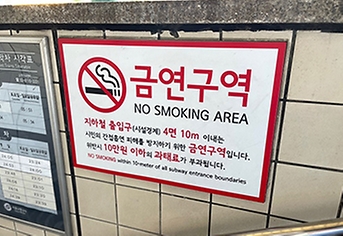 금연구역
NO SMOKING AREA
지하철 출입구(시설경계) 4면 10m 이내는
시민의 간접흡연 피해를 방지하기 위한 금연구역입니다.
위반시 10만원 이하의 과태료가 부과됩니다.
NO SMOKING within 10-meter of all subway entrance boundaries